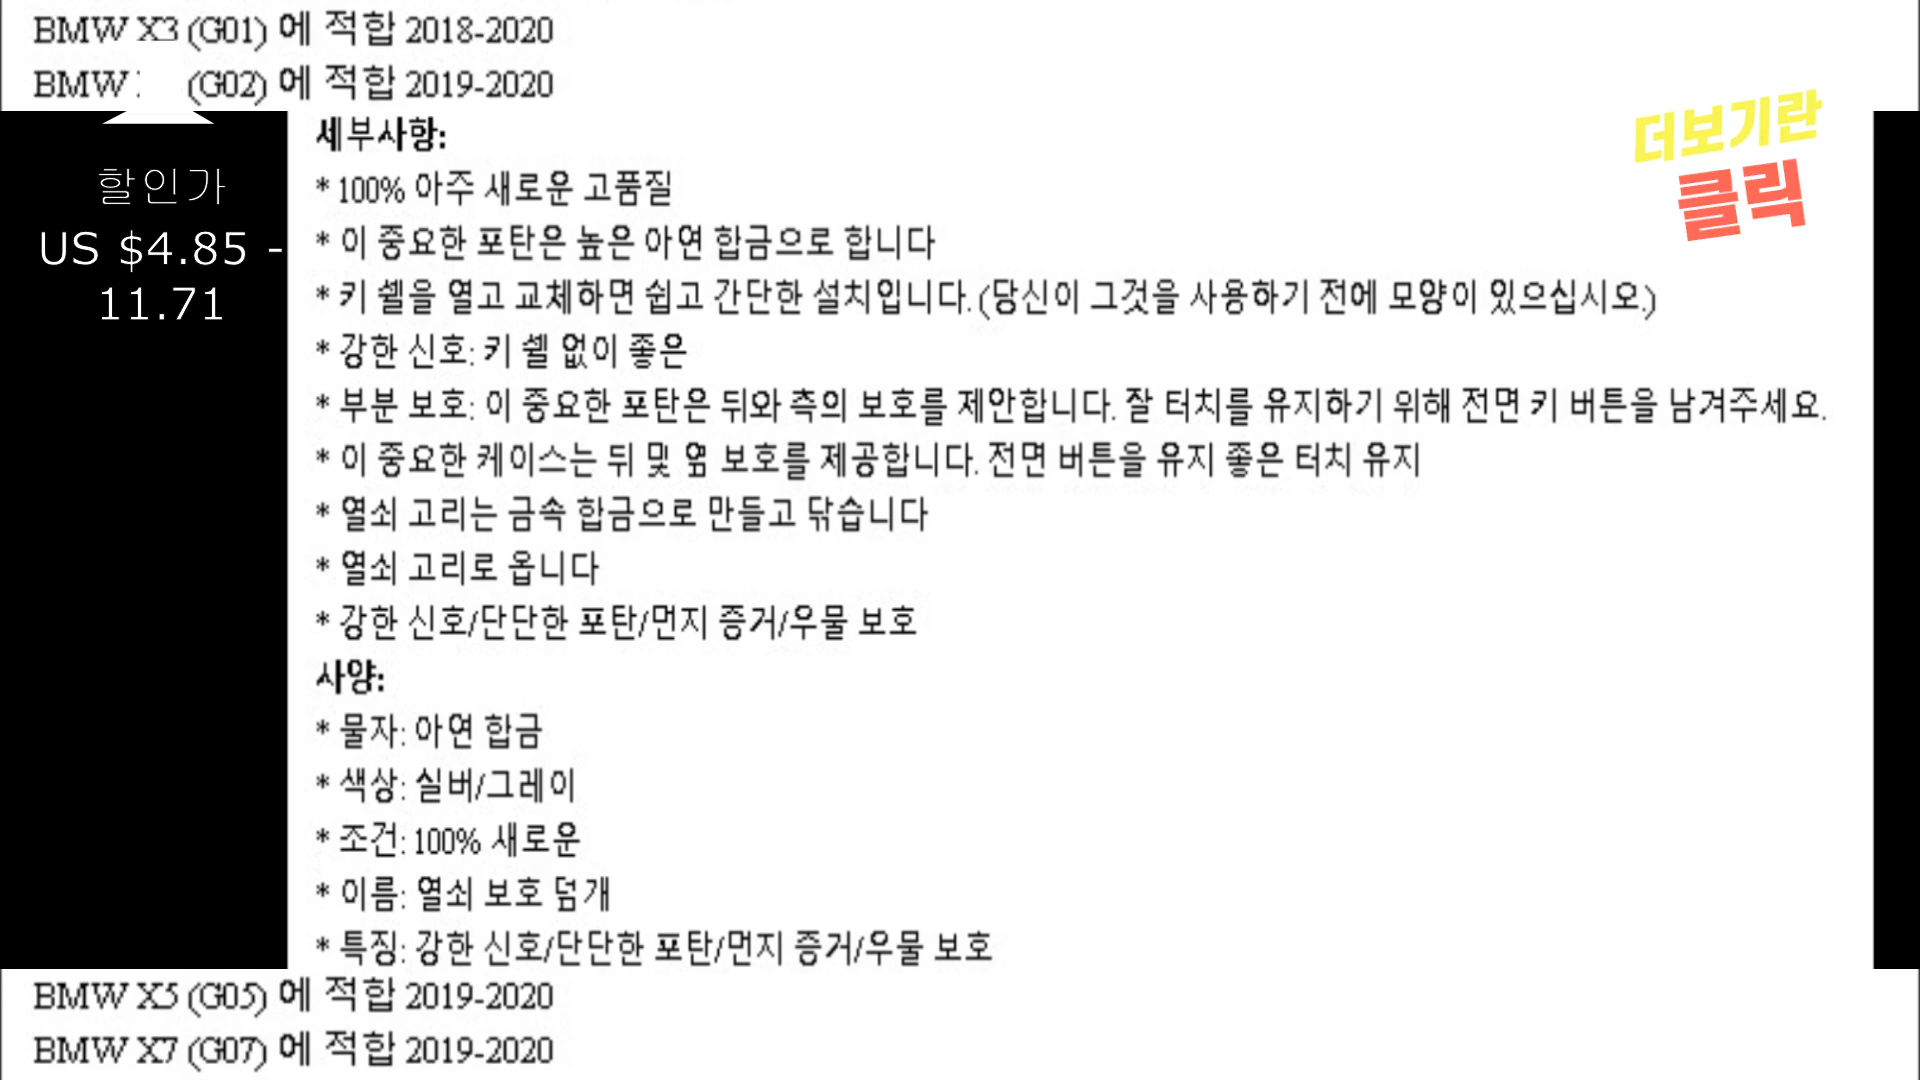 BMW X3 (G01) 에 적합 2018-2020
BMW (G02) 에 적합 2019-2020
할인가
US $4.85 -
11.71
세부사항:
* 100% 아주 새로운 고품질
* 이 중요한 포탄은 높은 아연 합금으로 합니다
* 키 쉘을 열고 교체하면 쉽고 간단한 설치입니다. (당신이 그것을 사용하기 전에 모양이 있으십시오.)
* 강한 신호: 키 쉘 없이 좋은
* 부분 보호: 이 중요한 포탄은 뒤와 측의 보호를 제안합니다. 잘 터치를 유지하기 위해 전면 키 버튼을 남겨주세요.
* 이 중요한 케이스는 뒤 및 옆 보호를 제공합니다. 전면 버튼을 유지 좋은 터치 유지
* 열쇠 고리는 금속 합금으로 만들고 닦습니다
* 열쇠 고리로 옵니다
* 강한 신호/단단한 포탄/먼지 증거/우물 보호
사양:
* 물자: 아연 합금
* 색상: 실버/그레이
* 조건: 100% 새로운
* 이름: 열쇠 보호 덮개
* 특징: 강한 신호/단단한 포탄/먼지 증거/우물 보호
더보기란
클릭
BMW X5 (G05) 에 적합 2019-2020
BMW X7 (G07) 에 적합 2019-2020